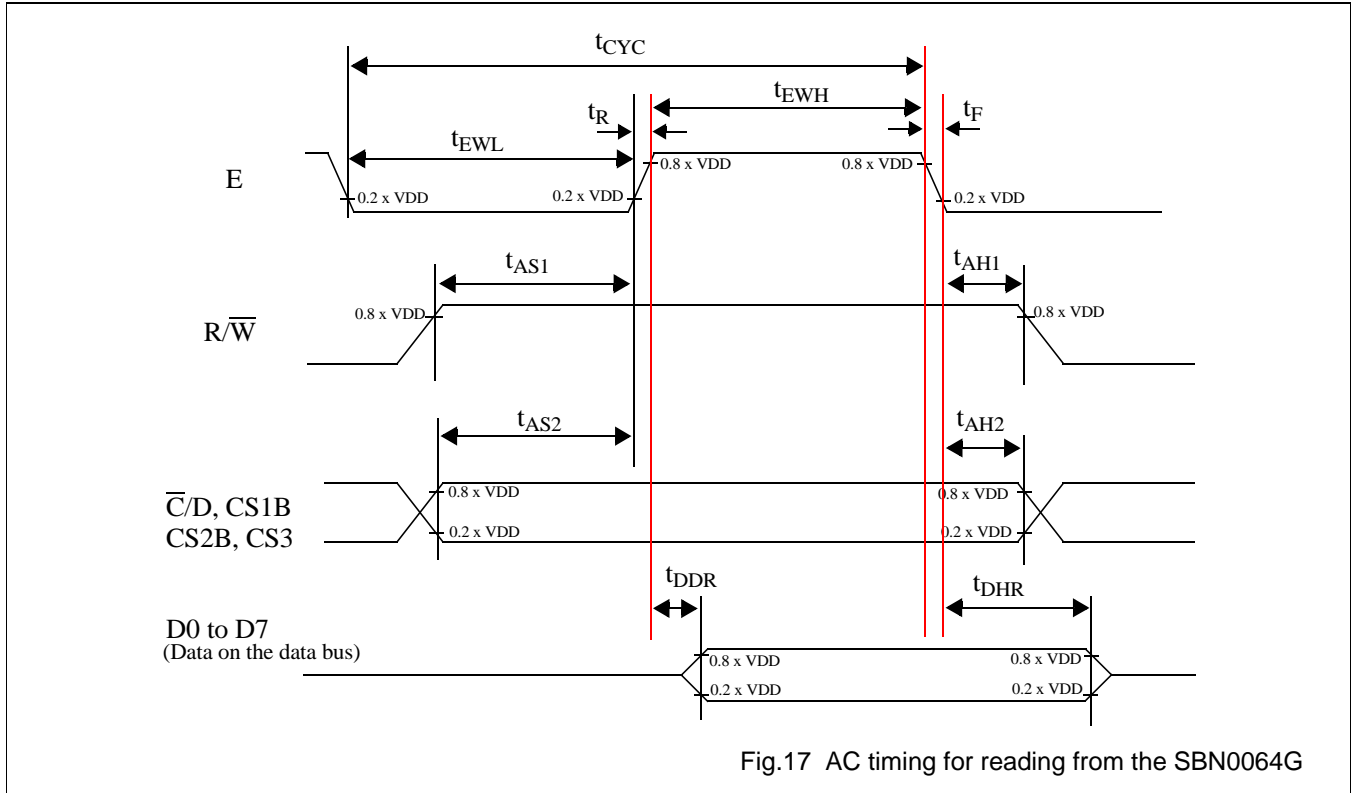 tCYC
tEWH
tR
tF
tEWL
E
0.2 x VDD
0.2 x VDD
0.8 x VDD
0.8 x VDD
0.2 x VDD
tAS1
tAH1
R/W̅
0.8 x VDD
0.8 x VDD
tAS2
tAH2
C̅/D, CS1B
CS2B, CS3
0.8 x VDD
0.8 x VDD
0.2 x VDD
0.2 x VDD
tDDR
tDHR
D0 to D7
(Data on the data bus)
0.8 x VDD
0.8 x VDD
0.2 x VDD
0.2 x VDD
Fig.17 AC timing for reading from the SBN0064G